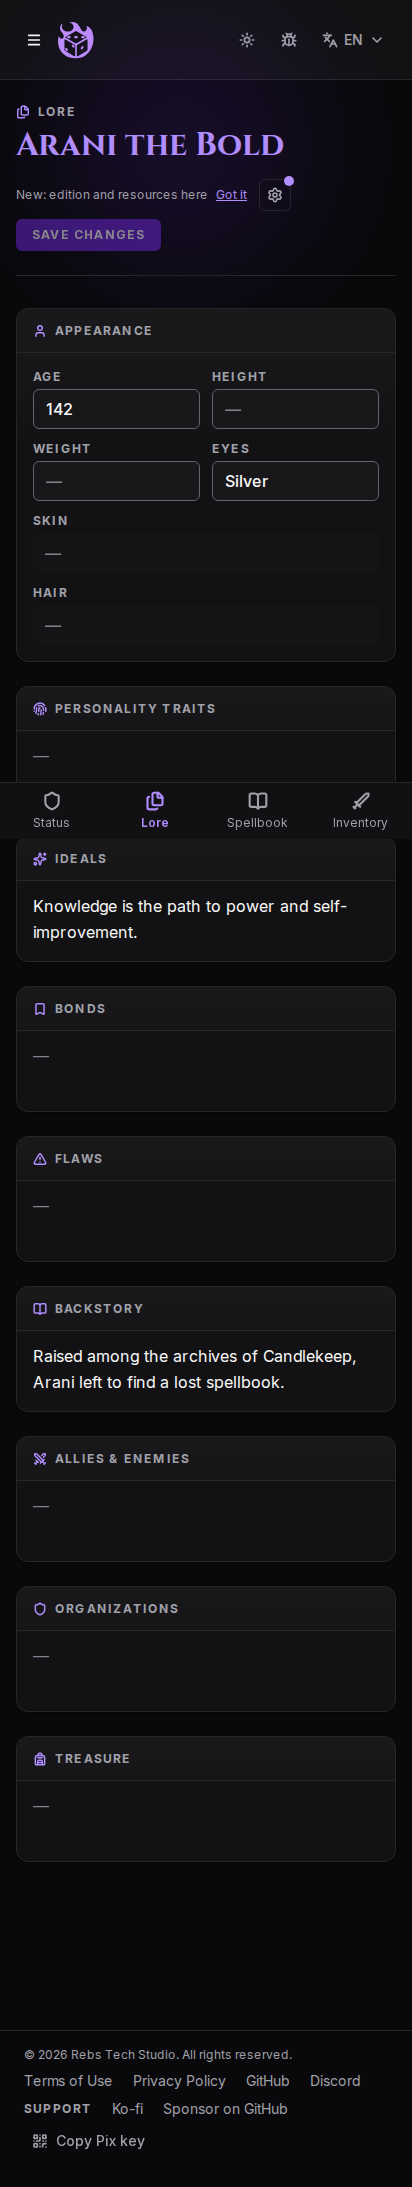 EN
LORE
Arani the Bold
New: edition and resources here Got it
SAVE CHANGES
APPEARANCE
AGE HEIGHT
142 —
WEIGHT EYES
— Silver
SKIN
—
HAIR
—
PERSONALITY TRAITS
—
Status Lore Spellbook Inventory
IDEALS
Knowledge is the path to power and self-
improvement.
BONDS
—
FLAWS
—
BACKSTORY
Raised among the archives of Candlekeep,
Arani left to find a lost spellbook.
ALLIES & ENEMIES
—
ORGANIZATIONS
—
TREASURE
—
© 2026 Rebs Tech Studio. All rights reserved.
Terms of Use Privacy Policy GitHub Discord
SUPPORT Ko-fi Sponsor on GitHub
Copy Pix key